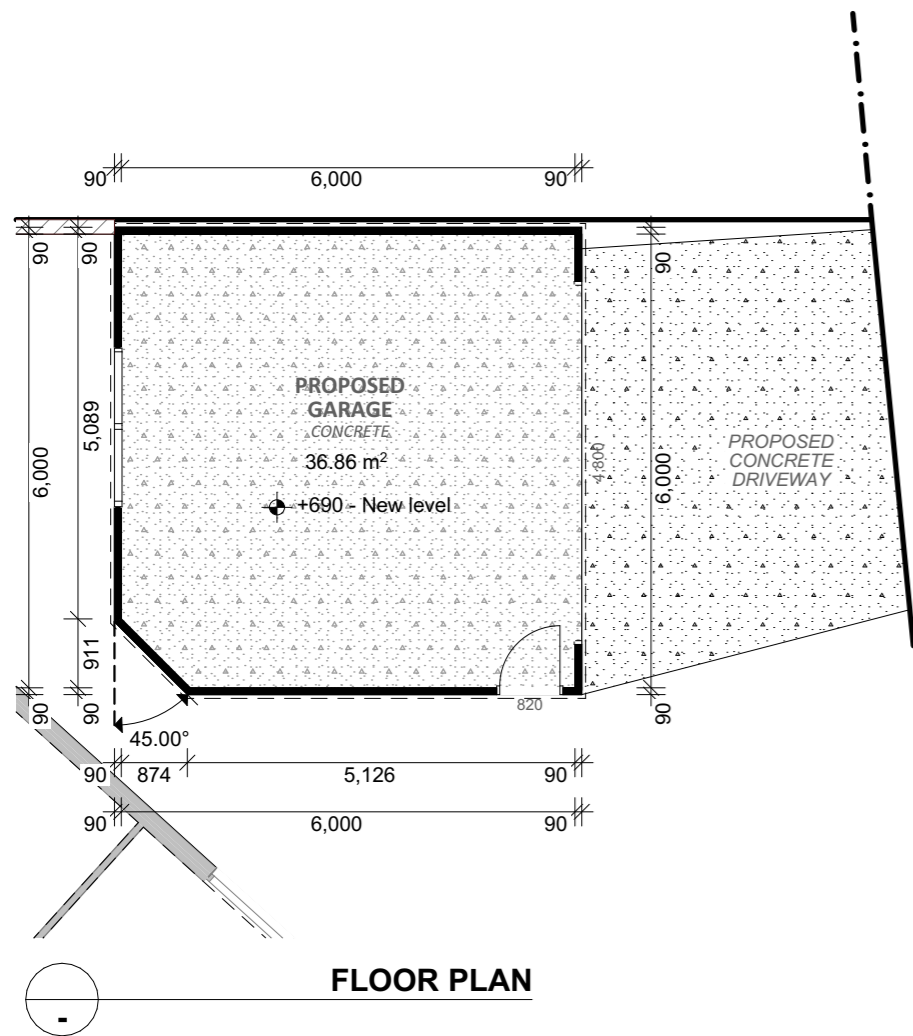 90 6,000 90
90
90
90
PROPOSED
GARAGE
CONCRETE
36.86 m²
+690 - New level
6,000
5,089
4,800
6,000
PROPOSED
CONCRETE
DRIVEWAY
911
90
90
90
820
45.00°
90 874 5,126 90
90 6,000 90
FLOOR PLAN
-